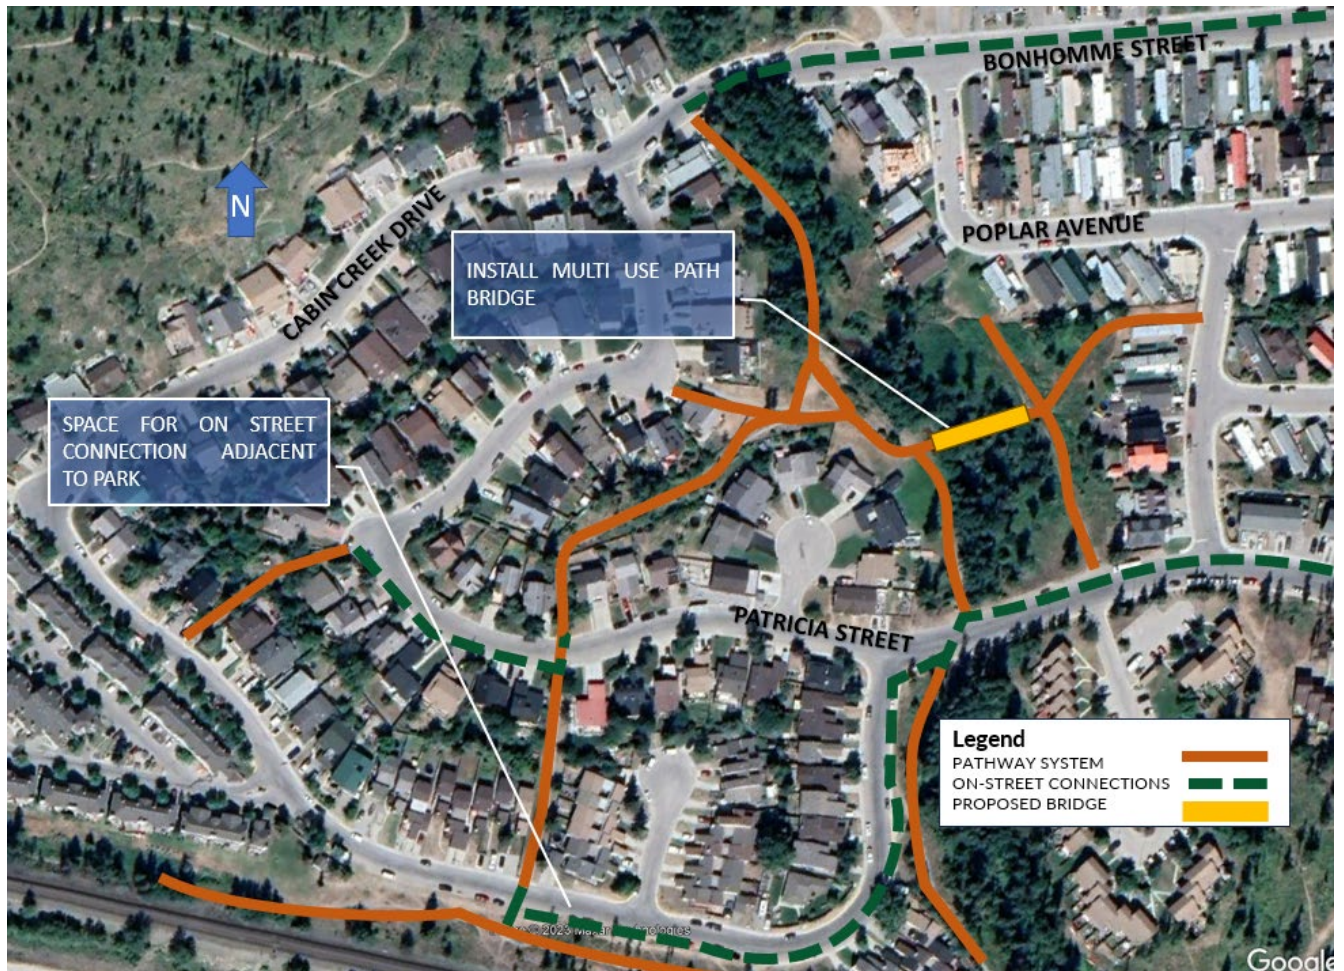 BONHOMME STREET
N
CABIN CREEK DRIVE
POPLAR AVENUE
INSTALL MULTI USE PATH
BRIDGE
SPACE FOR ON STREET
CONNECTION ADJACENT
TO PARK
PATRICIA STREET
Legend
PATHWAY SYSTEM
ON-STREET CONNECTIONS
PROPOSED BRIDGE
© 2023
Google